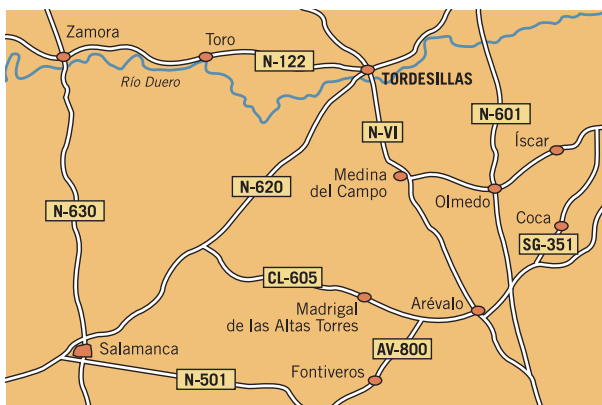 Zamora
Toro
N-122
Río Duero
TORDESILLAS
N-601
N-VI
Íscar
Medina
del Campo
N-620
Olmedo
N-630
Coca
SG-351
CL-605
Madrigal
de las Altas Torres
Arévalo
Salamanca
AV-800
N-501
Fontiveros